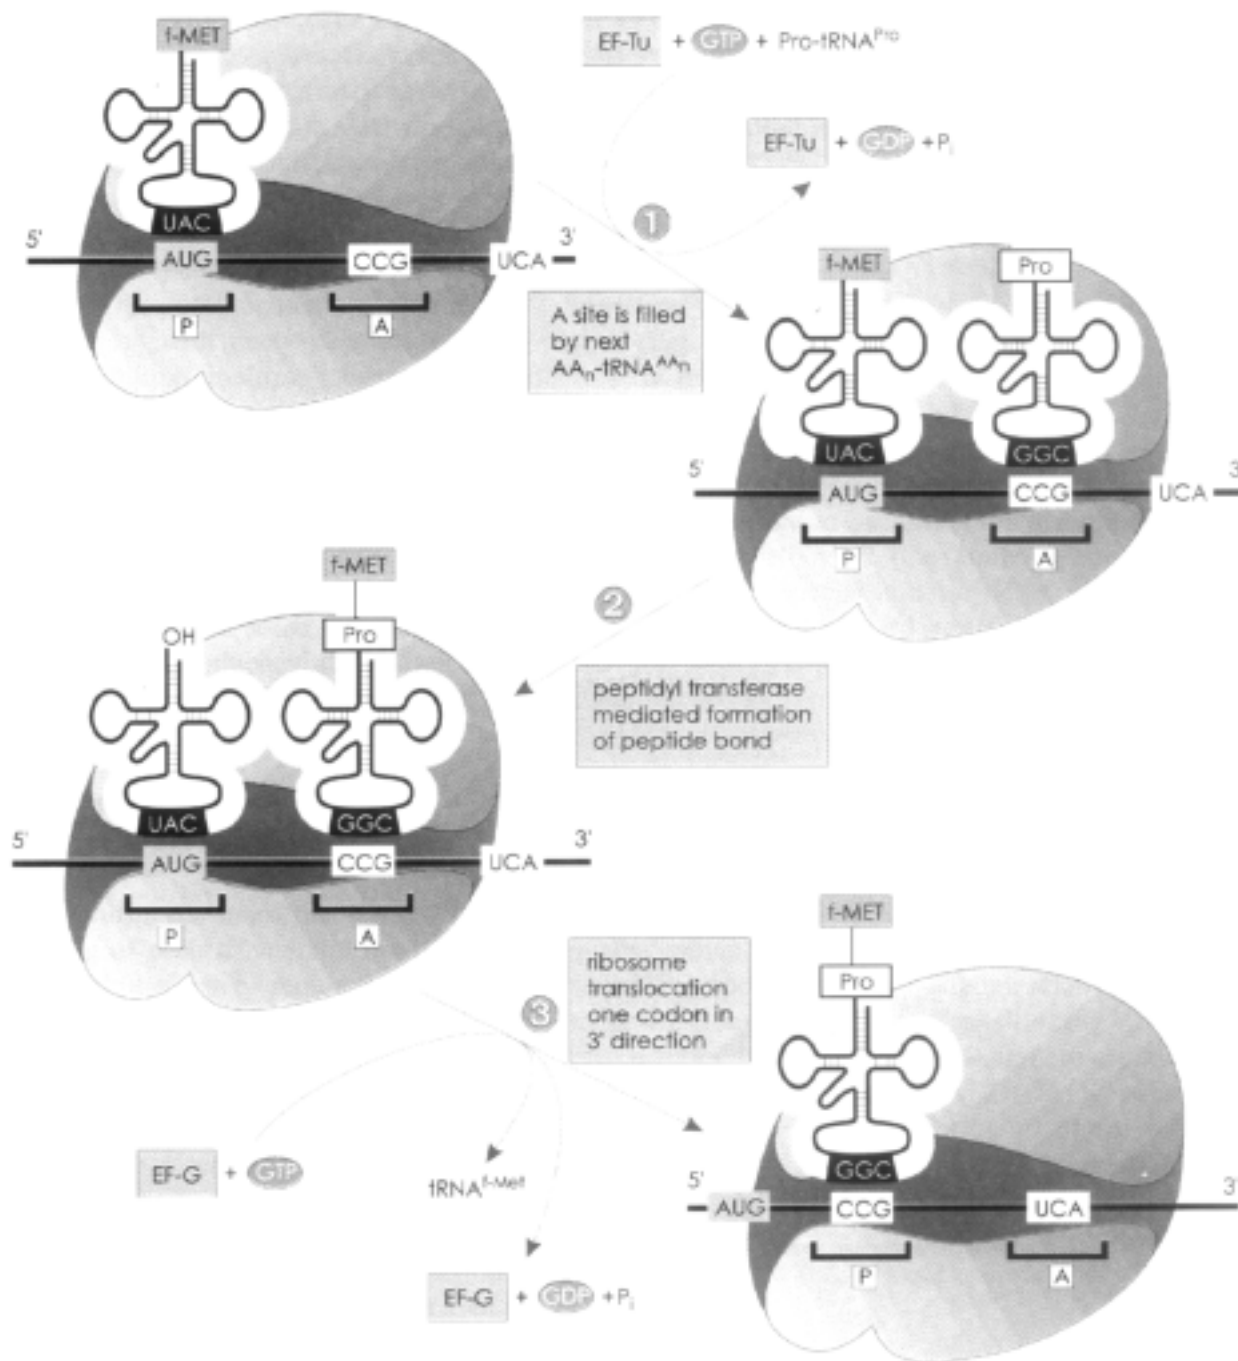 f-MET
EF-Tu + GTP + Pro-tRNAPro
EF-Tu + GDP + Pi
1
UAC
5'
3'
AUG
CCG
UCA
P
A
A site is filled
by next
AAn-tRNAAAn
f-MET
Pro
UAC
GGC
5'
3'
AUG
CCG
UCA
P
A
2
peptidyl transferase
mediated formation
of peptide bond
f-MET
OH
Pro
UAC
GGC
5'
3'
AUG
CCG
UCA
P
A
3
ribosome
translocation
one codon in
3' direction
EF-G + GTP
tRNAf-Met
EF-G + GDP + Pi
f-MET
Pro
GGC
5'
3'
AUG
CCG
UCA
P
A